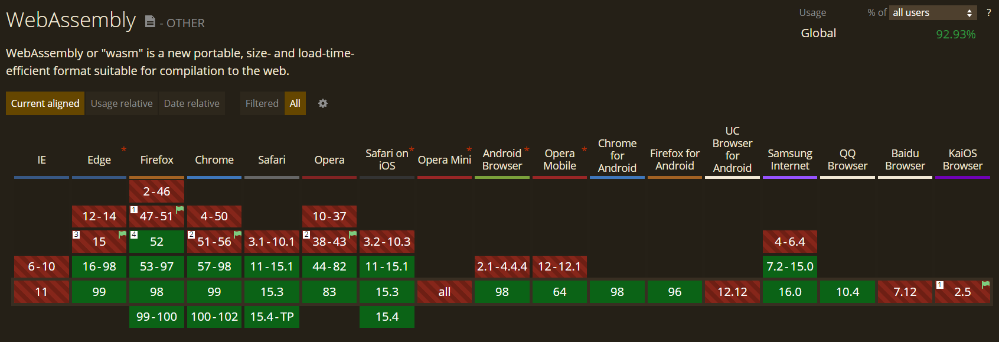 WebAssembly - OTHER
Usage % of all users ?
Global 92.93%
WebAssembly or "wasm" is a new portable, size- and load-time-
efficient format suitable for compilation to the web.
Current aligned Usage relative Date relative Filtered All
IE
Edge *
Firefox
Chrome
Safari
Opera
Safari on *
iOS
Opera Mini *
Android *
Browser
Opera *
Mobile
Chrome
for
Android
Firefox for
Android
UC
Browser
for
Android
Samsung
Internet
QQ
Browser
Baidu
Browser
KaiOS
Browser
2-46
12-14 1 47-51 4-50 10-37
3 15 4 52 2 51-56 3.1-10.1 2 38-43 3.2-10.3 4-6.4
6-10 16-98 53-97 57-98 11-15.1 44-82 11-15.1 2.1-4.4.4 12-12.1 7.2-15.0
11 99 98 99 15.3 83 15.3 all 98 64 98 96 12.12 16.0 10.4 7.12 1 2.5
99-100 100-102 15.4-TP 15.4